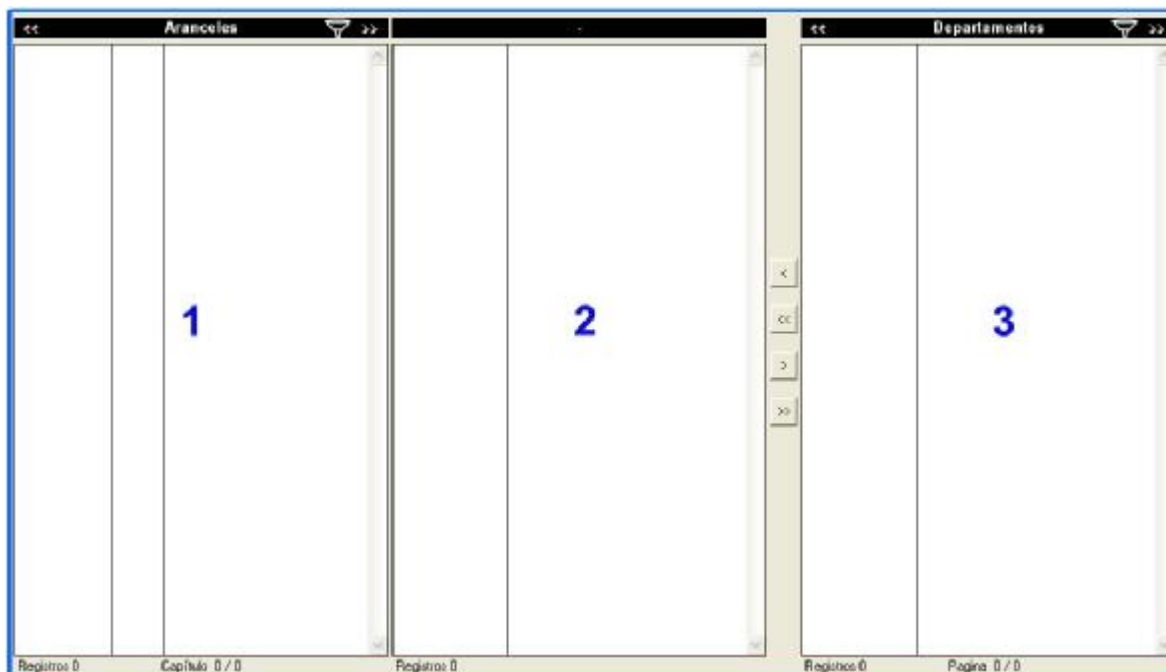 << Aranceles >>
- -
<< Departamentos >>
1
2
3
<
<<
>
>>
Registros 0
Capítulo 0 / 0
Registros 0
Registros 0
Pagina 0 / 0